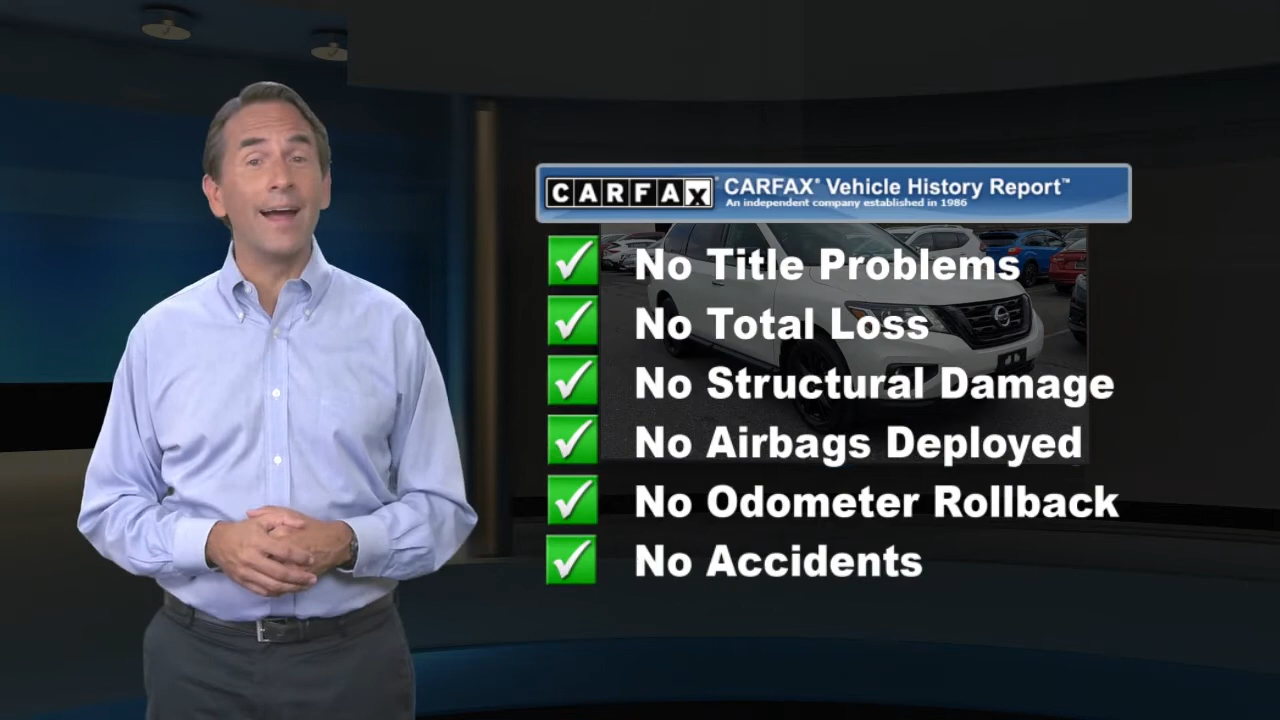 CARFAX® CARFAX® Vehicle History Report™
An independent company established in 1986
No Title Problems
No Total Loss
No Structural Damage
No Airbags Deployed
No Odometer Rollback
No Accidents